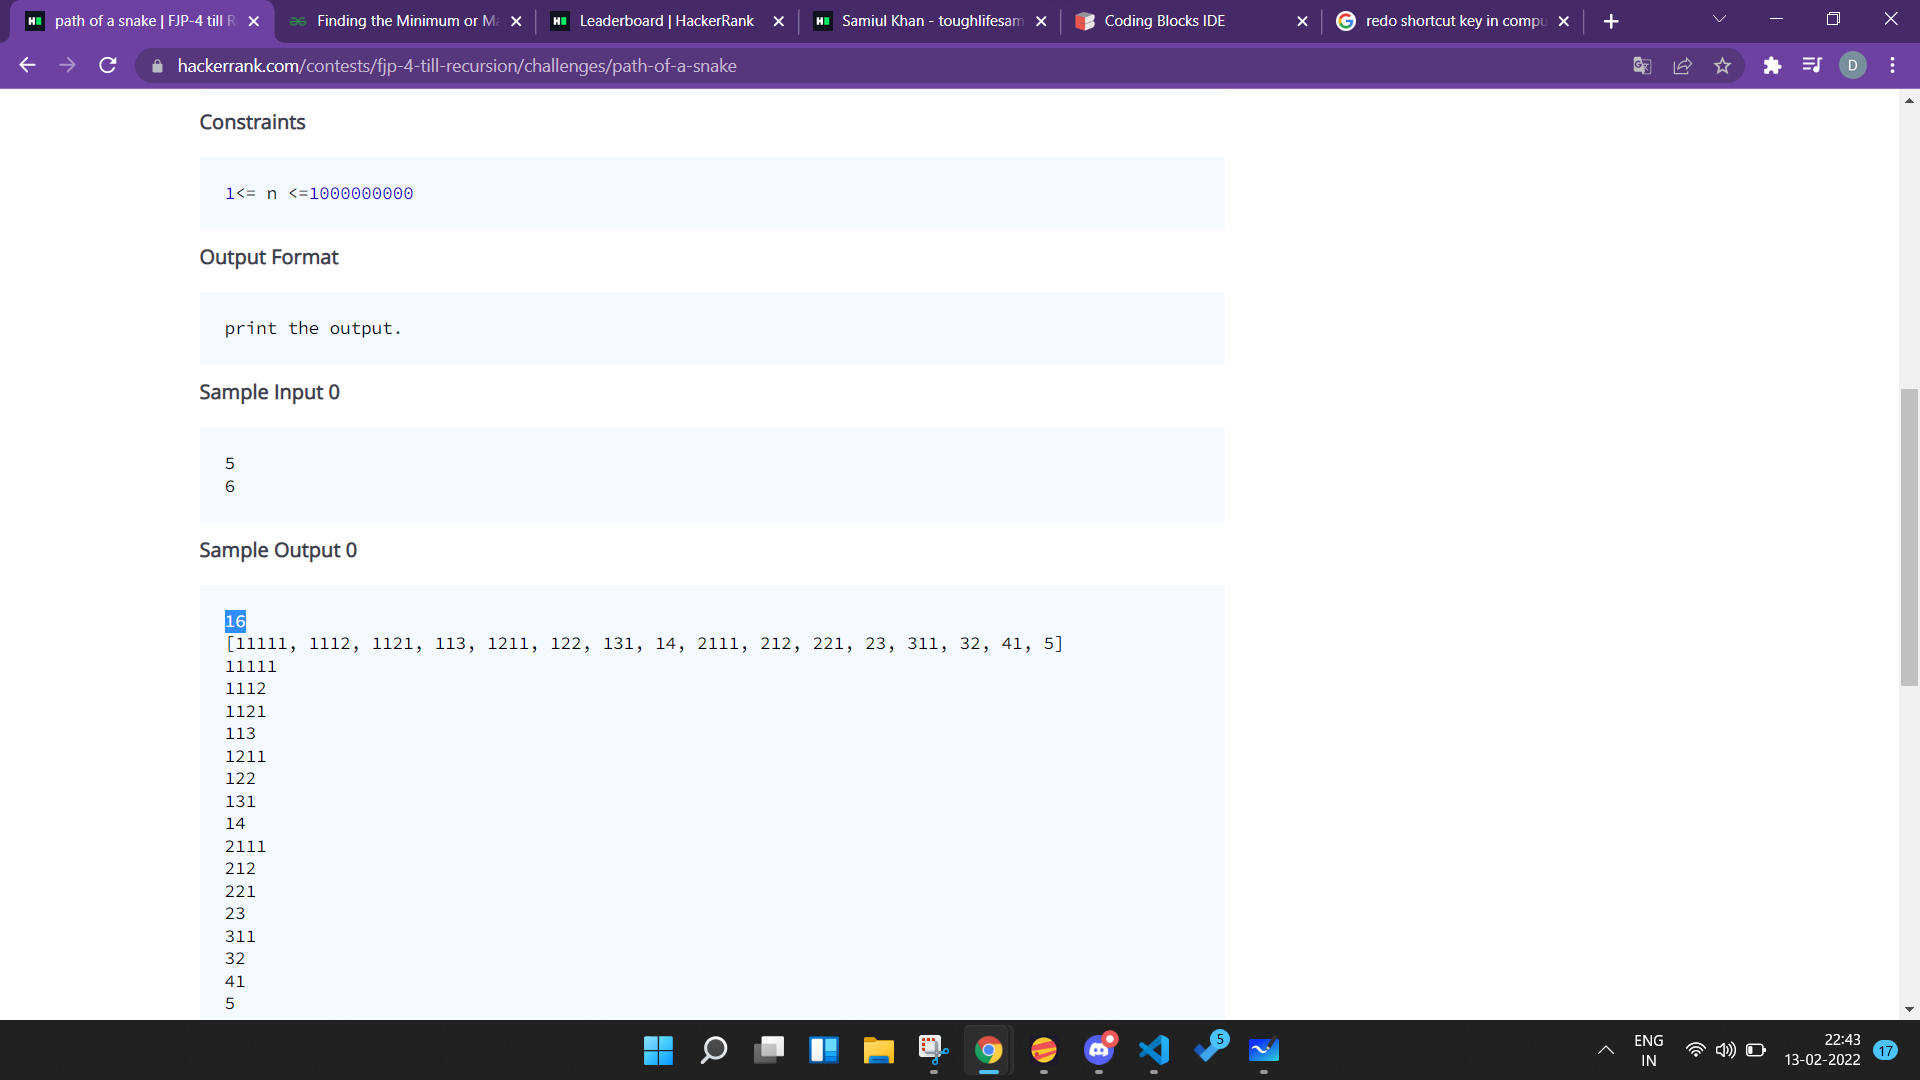 path of a snake | FJP-4 till R
Finding the Minimum or Ma
Leaderboard | HackerRank
Samiul Khan - toughlifesam
Coding Blocks IDE
redo shortcut key in compu
hackerrank.com/contests/fjp-4-till-recursion/challenges/path-of-a-snake
D
Constraints
1<= n <=1000000000
Output Format
print the output.
Sample Input 0
5
6
Sample Output 0
16
[11111, 1112, 1121, 113, 1211, 122, 131, 14, 2111, 212, 221, 23, 311, 32, 41, 5]
11111
1112
1121
113
1211
122
131
14
2111
212
221
23
311
32
41
5
5
ENG
IN
22:43
13-02-2022
17